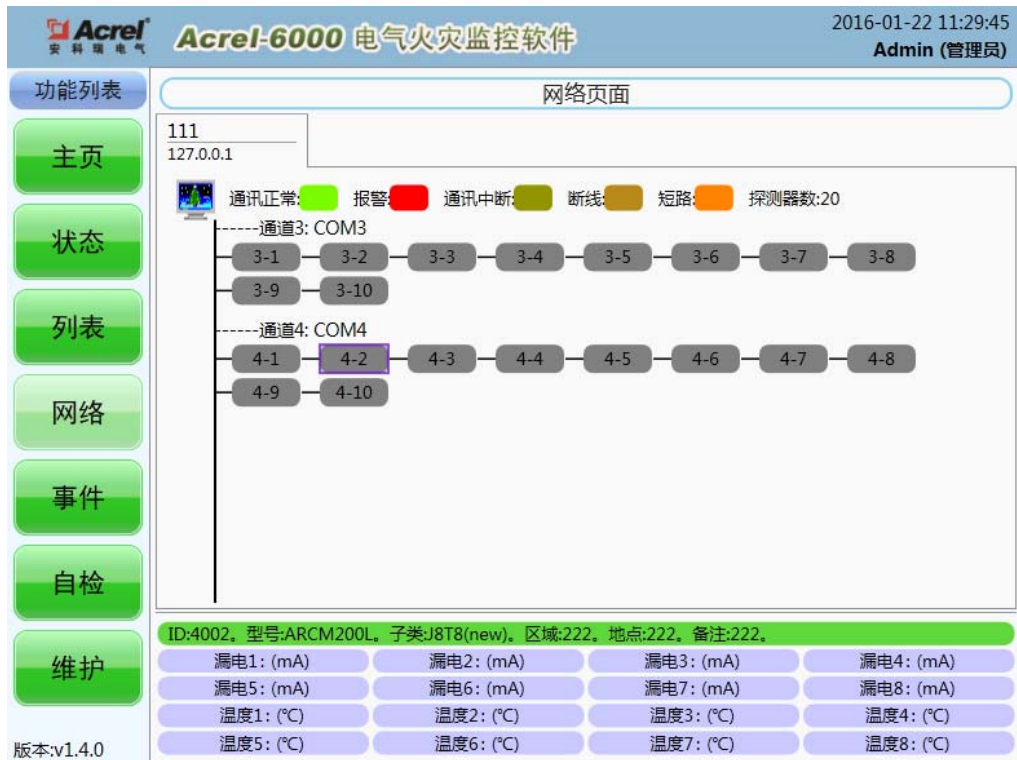 Acrel
安科瑞电气
Acrel-6000 电气火灾监控软件
2016-01-22 11:29:45
Admin (管理员)
功能列表
主页
状态
列表
网络
事件
自检
维护
版本:v1.4.0
网络页面
111
127.0.0.1
通讯正常: 报警: 通讯中断: 断线: 短路: 探测器数:20
------通道3: COM3
3-1 3-2 3-3 3-4 3-5 3-6 3-7 3-8
3-9 3-10
------通道4: COM4
4-1 4-2 4-3 4-4 4-5 4-6 4-7 4-8
4-9 4-10
ID:4002。型号:ARCM200L。子类:J8T8(new)。区域:222。地点:222。备注:222。
漏电1: (mA) 漏电2: (mA) 漏电3: (mA) 漏电4: (mA)
漏电5: (mA) 漏电6: (mA) 漏电7: (mA) 漏电8: (mA)
温度1: (℃) 温度2: (℃) 温度3: (℃) 温度4: (℃)
温度5: (℃) 温度6: (℃) 温度7: (℃) 温度8: (℃)